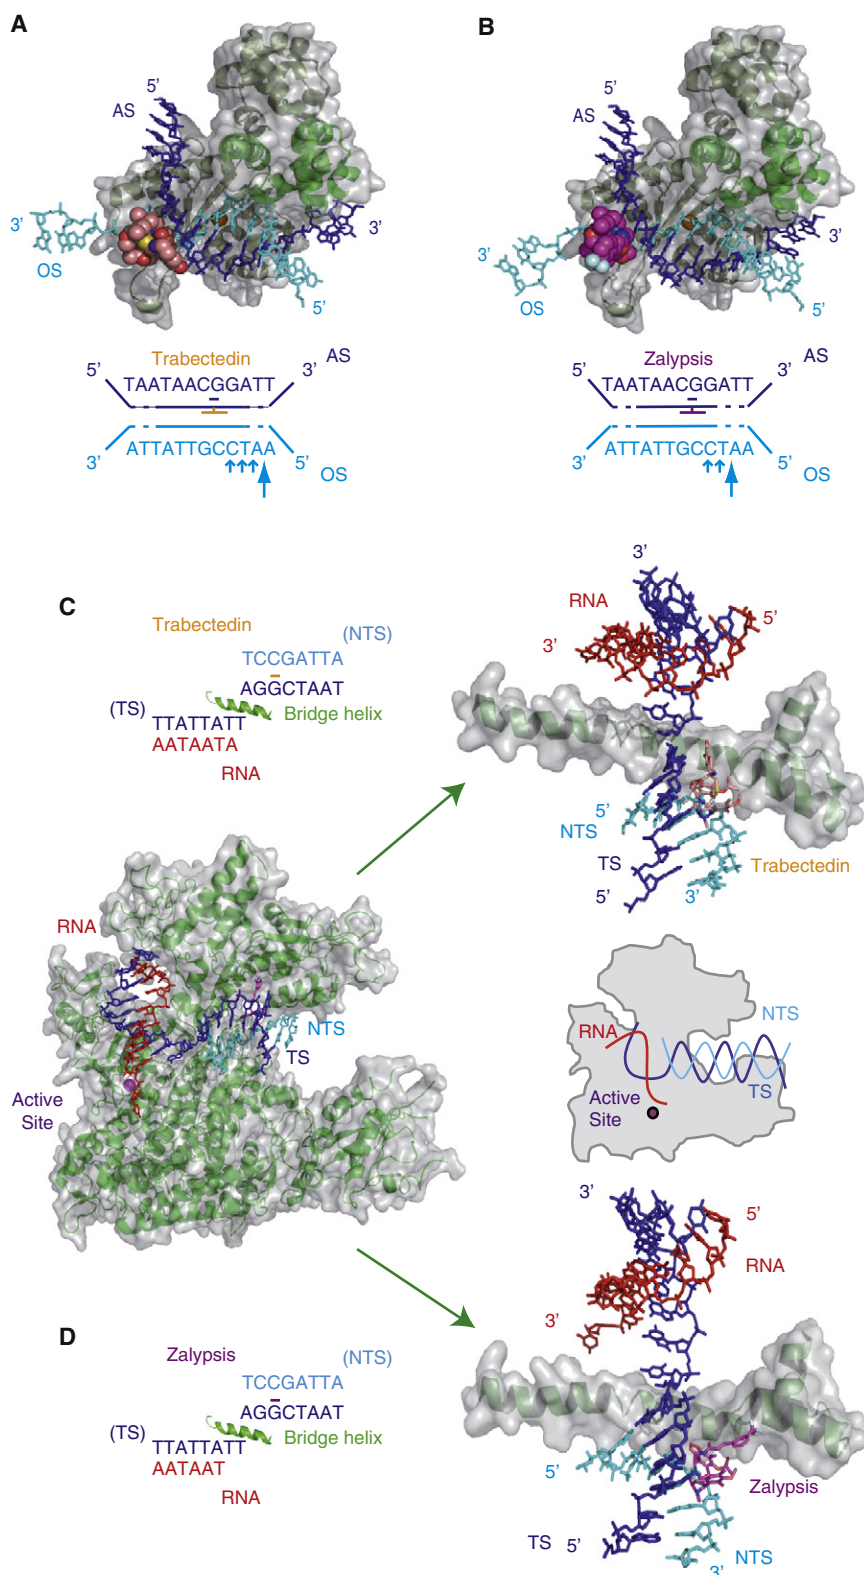 A
5’
AS
3’
OS
3’
5’
Trabectedin
5’
TAATAACGGATT
3’
AS
3’
ATTATTGCCTAA
5’
OS
B
5’
AS
3’
OS
3’
5’
Zalypsis
5’
TAATAACGGATT
3’
AS
3’
ATTATTGCCTAA
5’
OS
C
Trabectedin
(NTS)
TCCGATTA
AGGCTAAT
(TS)
Bridge helix
TTATTATT
AATAATA
RNA
3’
RNA
5’
3’
5’
NTS
TS
5’
3’
Trabectedin
RNA
NTS
TS
Active
Site
RNA
NTS
TS
Active
Site
D
Zalypsis
(NTS)
TCCGATTA
AGGCTAAT
(TS)
Bridge helix
TTATTATT
AATAAT
RNA
3’
5’
RNA
3’
5’
Zalypsis
TS
5’
NTS
3’